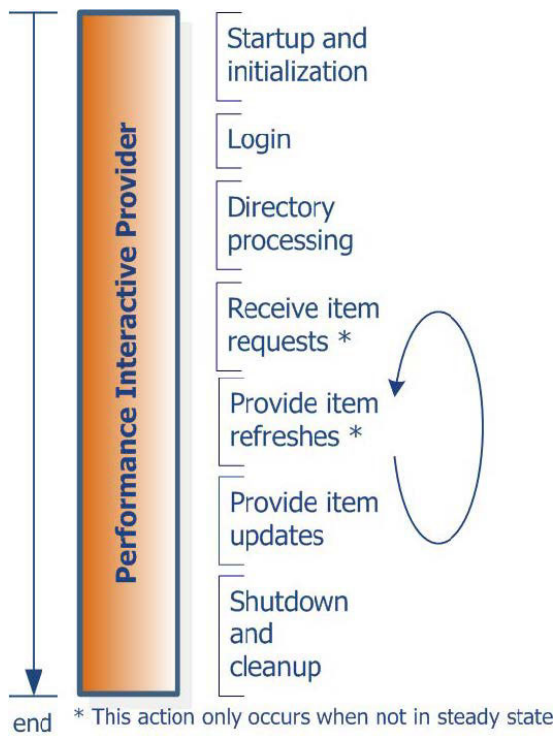 Performance Interactive Provider
Startup and
initialization
Login
Directory
processing
Receive item
requests *
Provide item
refreshes *
Provide item
updates
Shutdown
and
cleanup
end
* This action only occurs when not in steady state